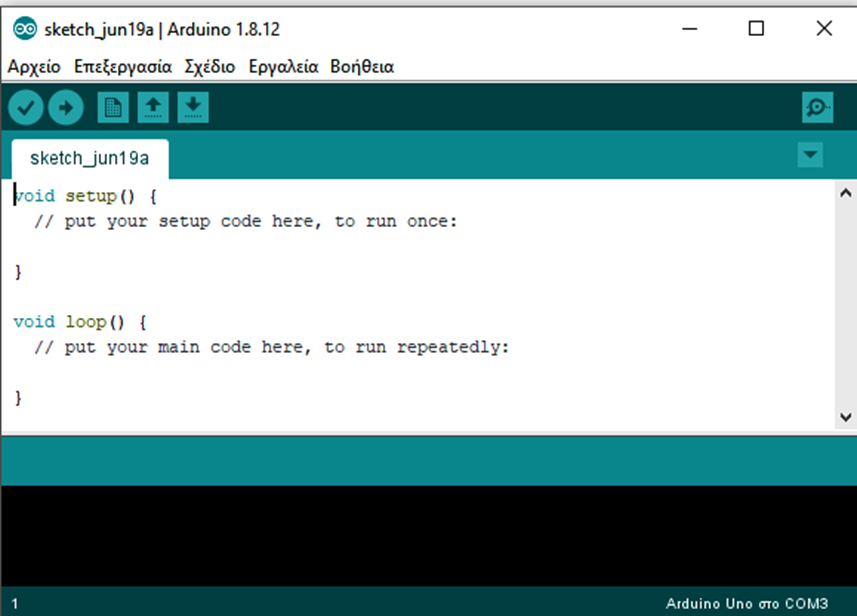 sketch_jun19a | Arduino 1.8.12
Αρχείο Επεξεργασία Σχέδιο Εργαλεία Βοήθεια
sketch_jun19a
void setup() {
  // put your setup code here, to run once:
}
void loop() {
  // put your main code here, to run repeatedly:
}
1
Arduino Uno στο COM3